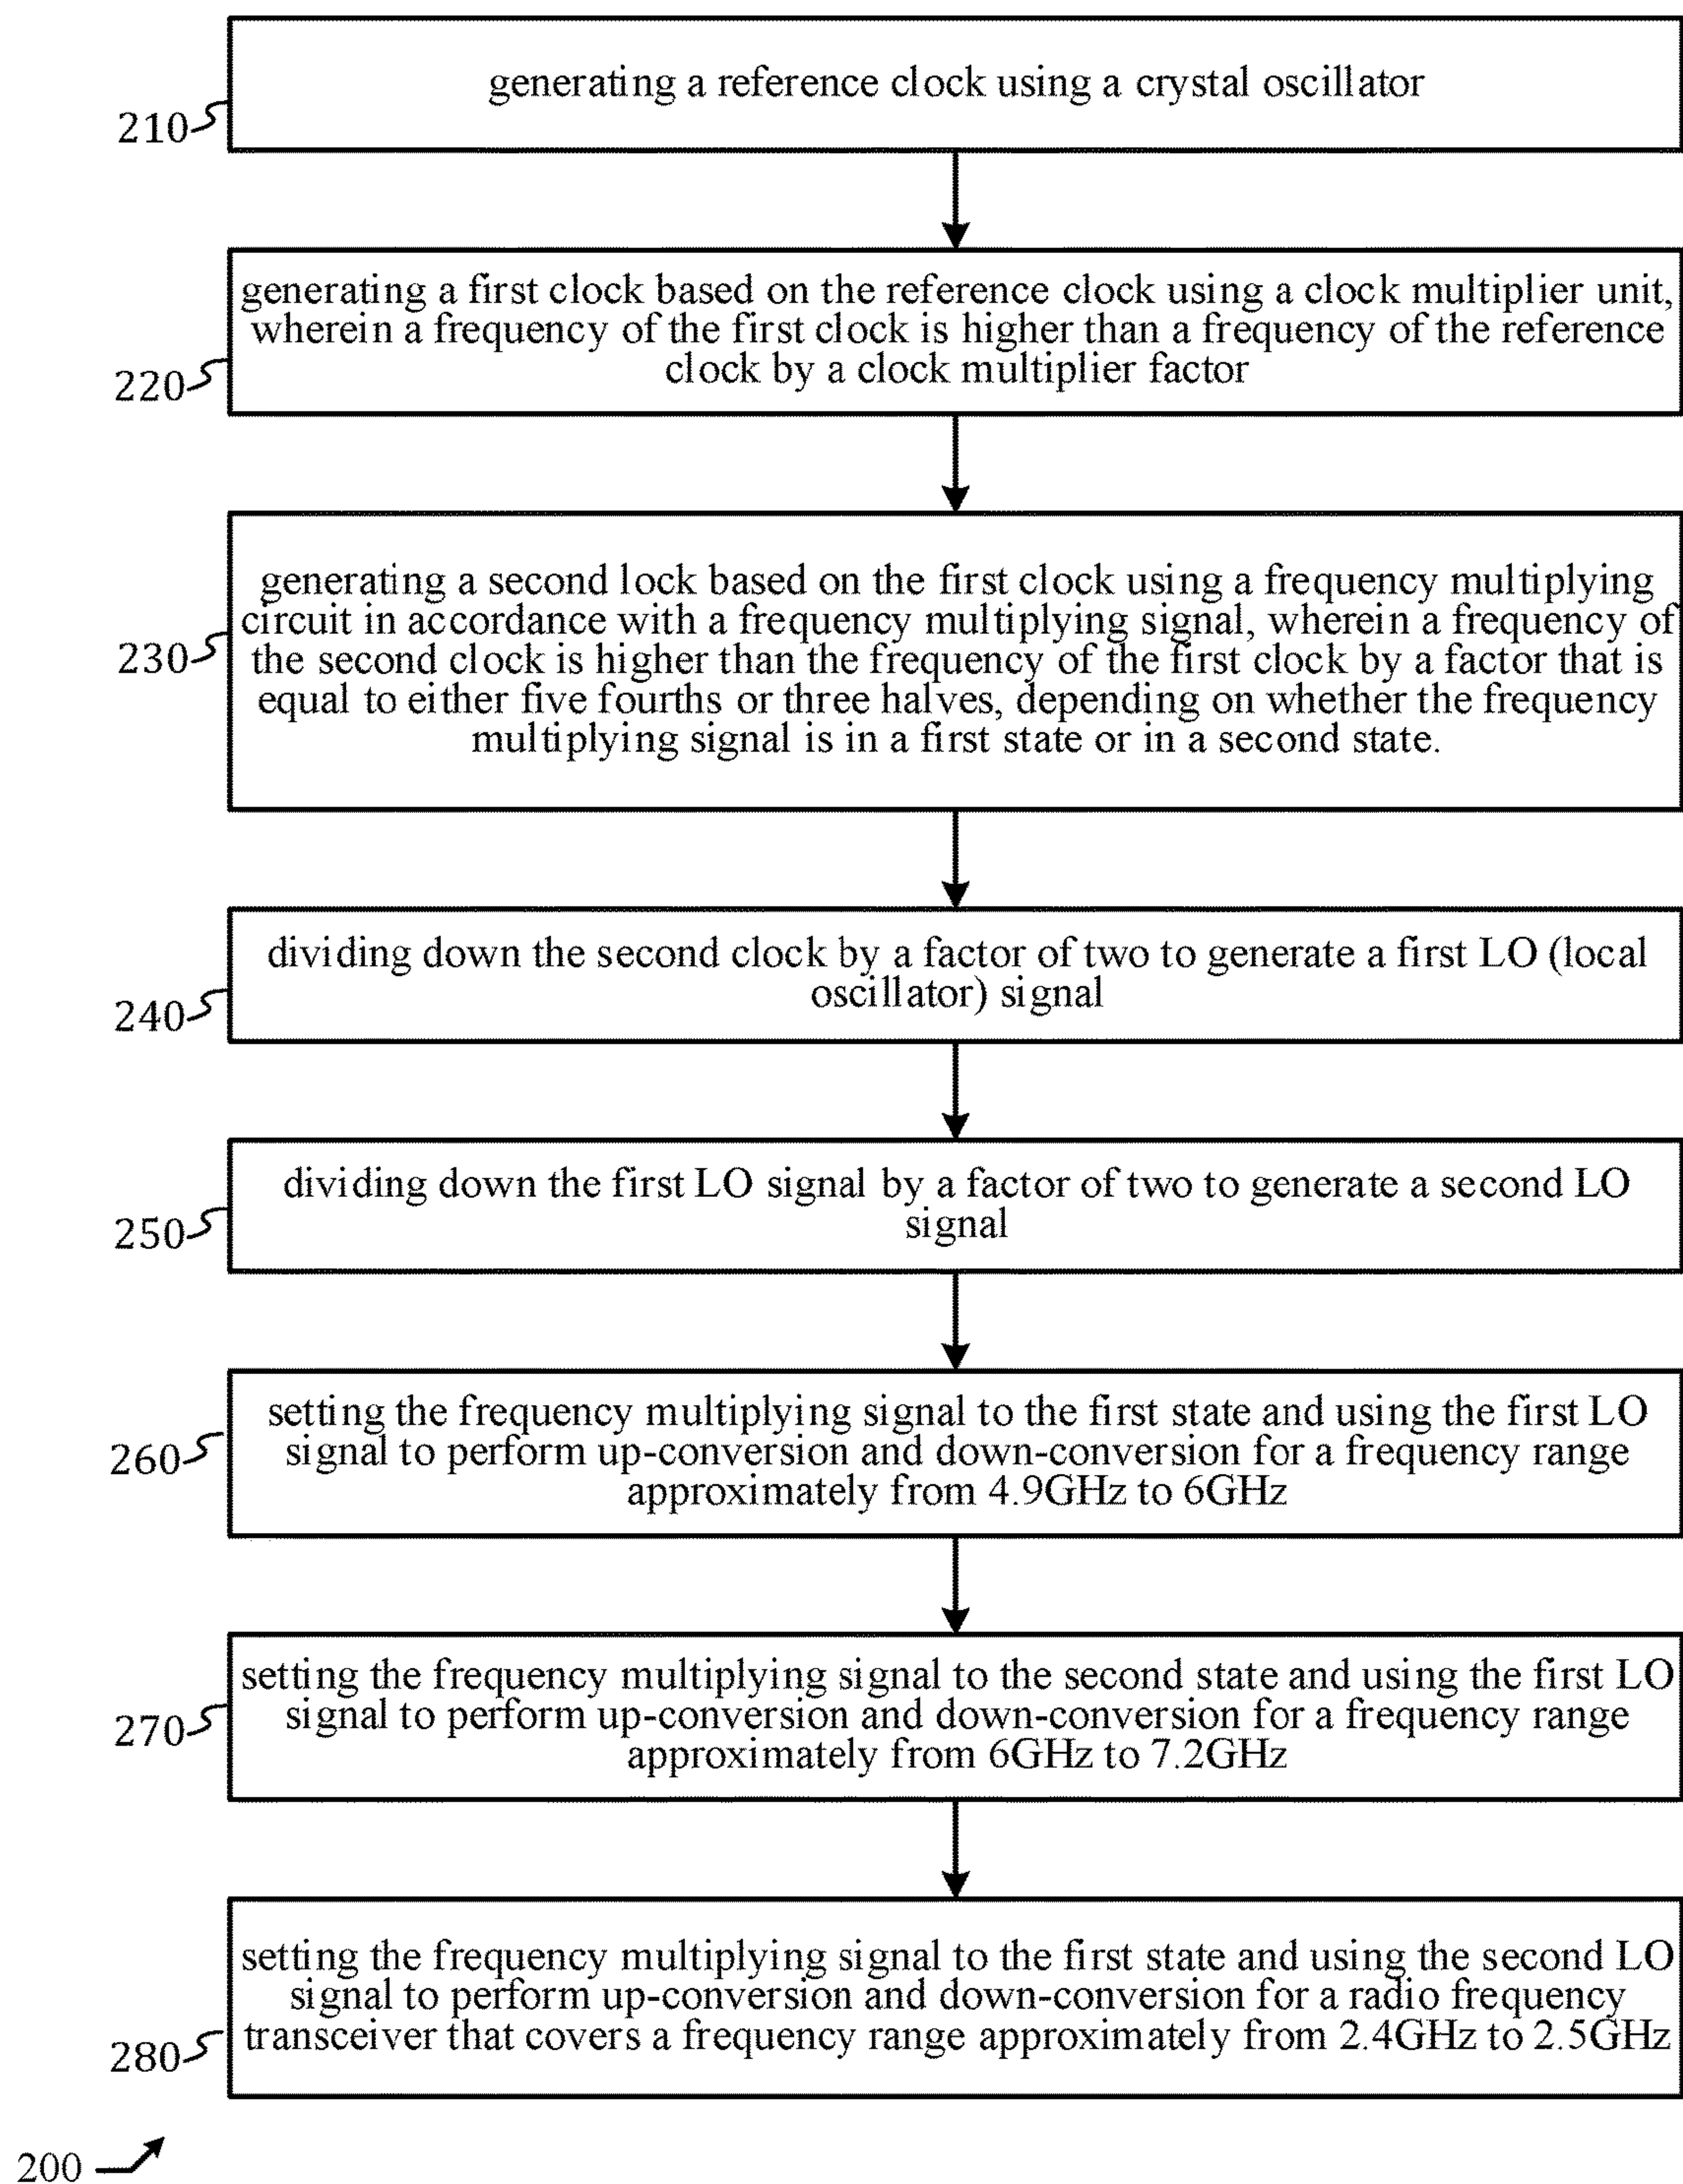 generating a reference clock using a crystal oscillator
210
generating a first clock based on the reference clock using a clock multiplier unit,
wherein a frequency of the first clock is higher than a frequency of the reference
clock by a clock multiplier factor
220
generating a second lock based on the first clock using a frequency multiplying
circuit in accordance with a frequency multiplying signal, wherein a frequency of
the second clock is higher than the frequency of the first clock by a factor that is
equal to either five fourths or three halves, depending on whether the frequency
multiplying signal is in a first state or in a second state.
230
dividing down the second clock by a factor of two to generate a first LO (local
oscillator) signal
240
dividing down the first LO signal by a factor of two to generate a second LO
signal
250
setting the frequency multiplying signal to the first state and using the first LO
signal to perform up-conversion and down-conversion for a frequency range
approximately from 4.9GHz to 6GHz
260
setting the frequency multiplying signal to the second state and using the first LO
signal to perform up-conversion and down-conversion for a frequency range
approximately from 6GHz to 7.2GHz
270
setting the frequency multiplying signal to the first state and using the second LO
signal to perform up-conversion and down-conversion for a radio frequency
transceiver that covers a frequency range approximately from 2.4GHz to 2.5GHz
280
200